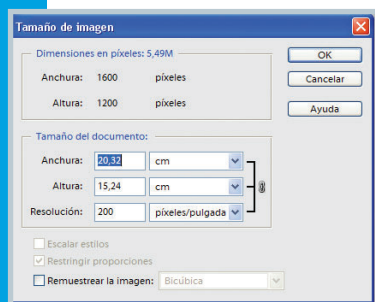 Tamaño de imagen
Dimensiones en píxeles: 5,49M
OK
Anchura: 1600 píxeles
Cancelar
Altura: 1200 píxeles
Ayuda
Tamaño del documento:
Anchura: 20,32 cm
Altura: 15,24 cm
Resolución: 200 píxeles/pulgada
Escalar estilos
Restringir proporciones
Remuestrear la imagen: Bicúbica